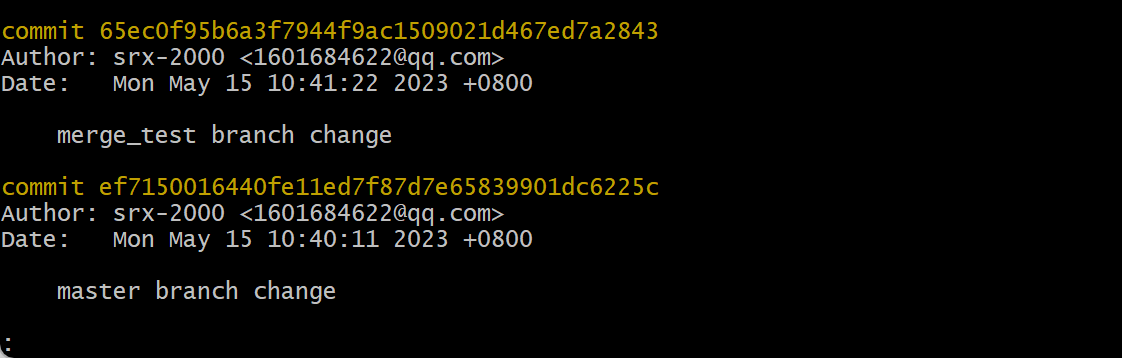 commit 65ec0f95b6a3f7944f9ac1509021d467ed7a2843
Author: srx-2000 <1601684622@qq.com>
Date:   Mon May 15 10:41:22 2023 +0800
merge_test branch change
commit ef7150016440fe11ed7f87d7e65839901dc6225c
Author: srx-2000 <1601684622@qq.com>
Date:   Mon May 15 10:40:11 2023 +0800
master branch change
: